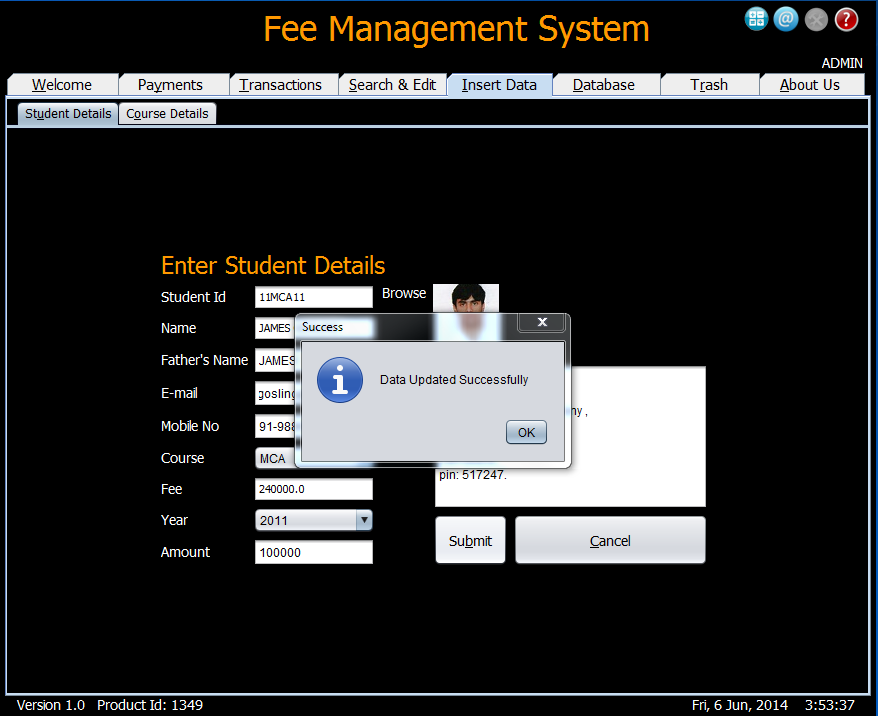 Fee Management System
ADMIN
Welcome Payments Transactions Search & Edit Insert Data Database Trash About Us
Student Details Course Details
Enter Student Details
Student Id 11MCA11 Browse
Name JAMES
Success X
Father's Name JAMES
Data Updated Successfully
E-mail gosling
ny ,
Mobile No 91-988
OK
Course MCA
pin: 517247.
Fee 240000.0
Year 2011
Submit Cancel
Amount 100000
Version 1.0 Product Id: 1349 Fri, 6 Jun, 2014 3:53:37